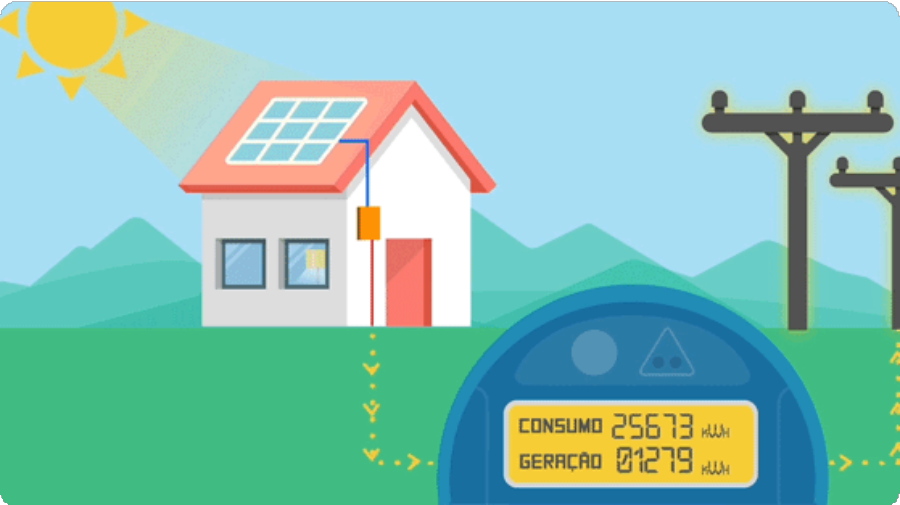 CONSUMO 25673 kWh
GERAÇÃO 01279 kWh